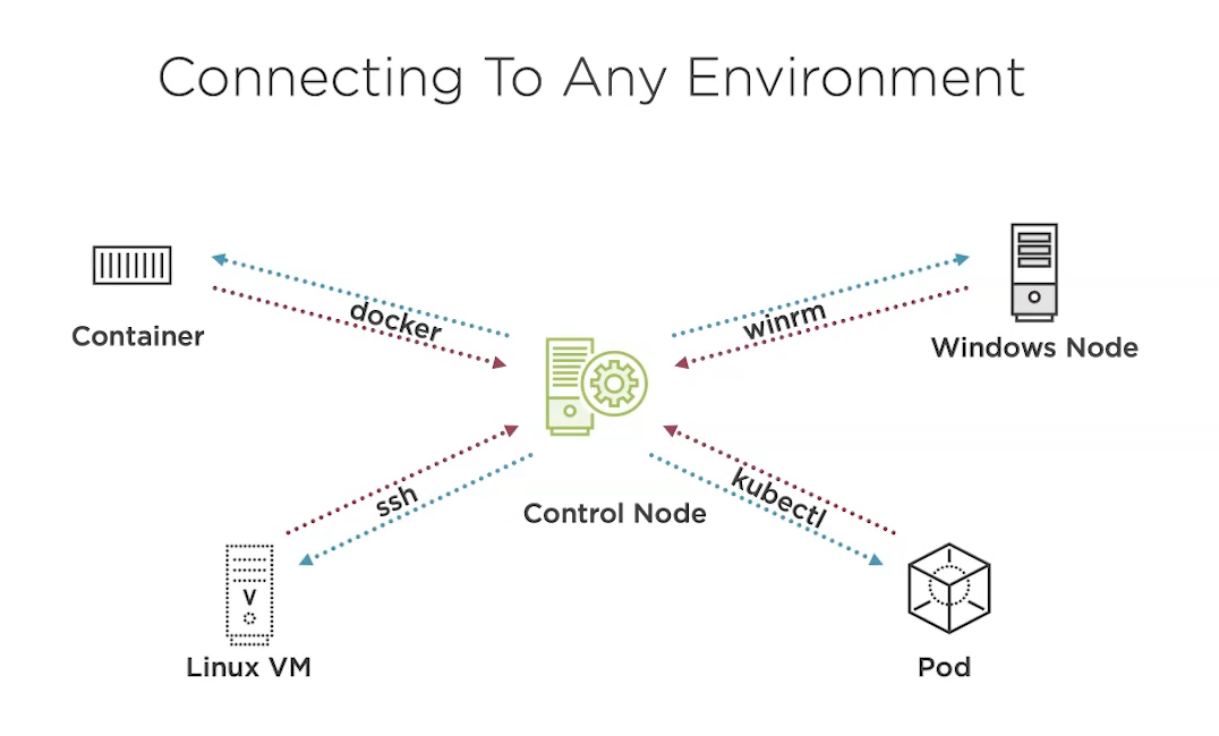 Connecting To Any Environment
docker
winrm
Container
Windows Node
ssh
kubectl
Control Node
V
Linux VM
Pod